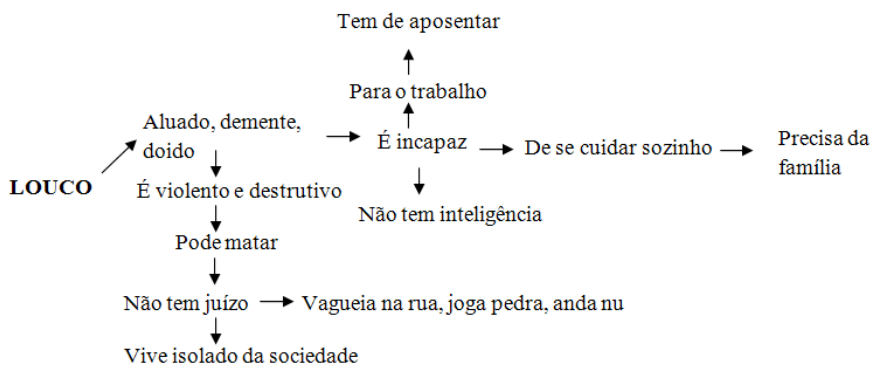 Tem de aposentar
Para o trabalho
Aluado, demente,
doido
É incapaz
De se cuidar sozinho
Precisa da
família
LOUCO
É violento e destrutivo
Não tem inteligência
Pode matar
Não tem juízo
Vagueia na rua, joga pedra, anda nu
Vive isolado da sociedade